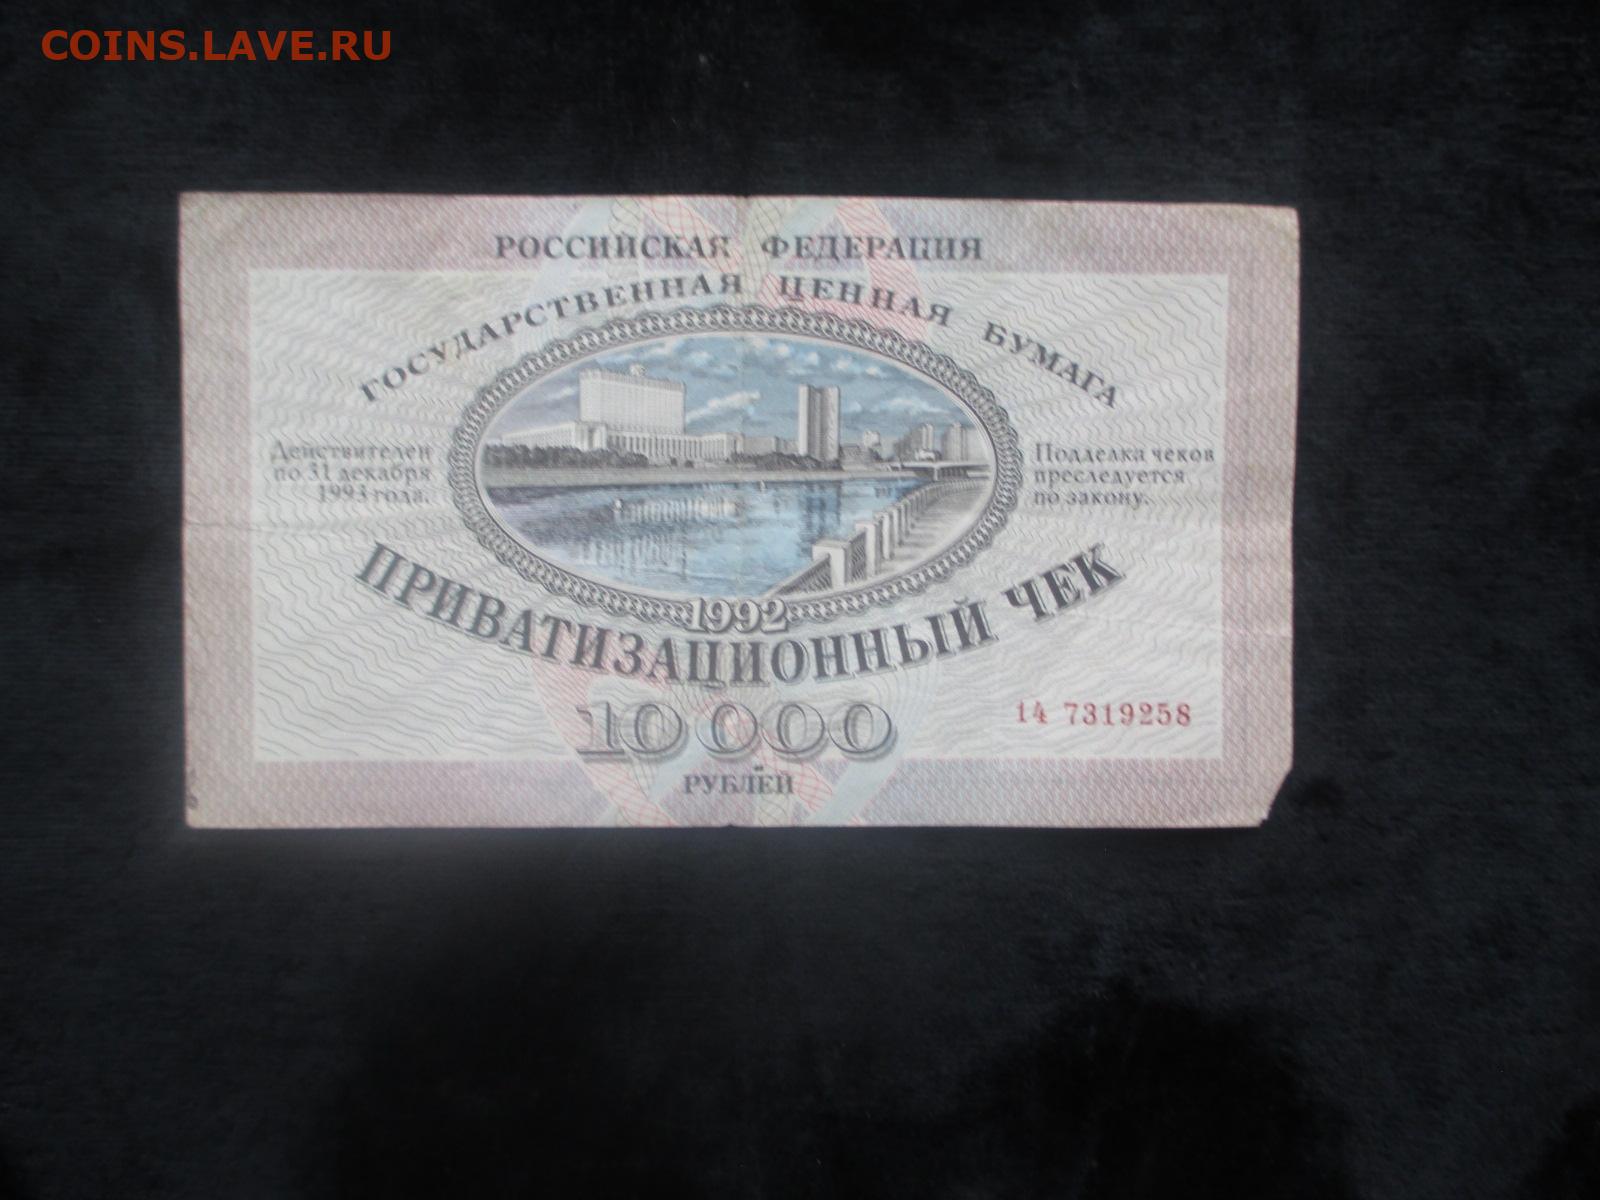 COINS.LAVE.RU
РОССИЙСКАЯ ФЕДЕРАЦИЯ
ГОСУДАРСТВЕННАЯ ЦЕННАЯ БУМАГА
Действителен
по 31 декабря
1993 года.
Подделка чеков
преследуется
по закону.
1992
ПРИВАТИЗАЦИОННЫЙ ЧЕК
14 7319258
10 000
РУБЛЁЙ